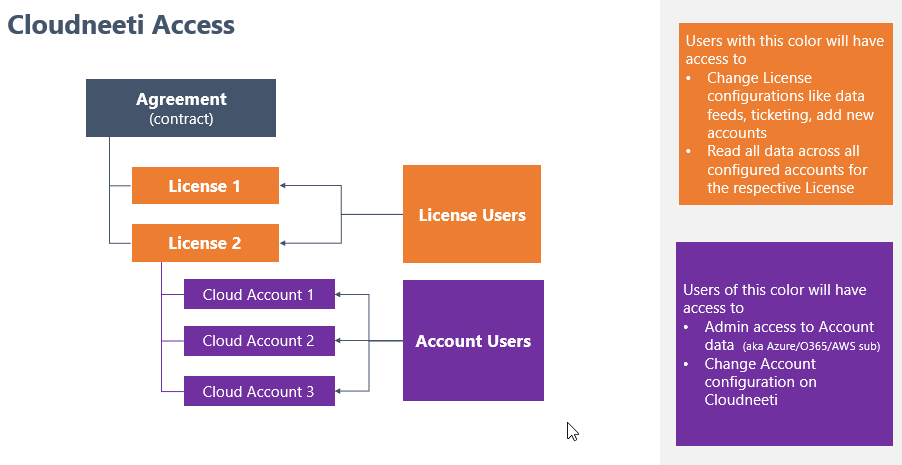 Cloudneeti Access
Agreement
(contract)
License 1
License 2
License Users
Cloud Account 1
Cloud Account 2
Cloud Account 3
Account Users
Users with this color will have
access to
• Change License
configurations like data
feeds, ticketing, add new
accounts
• Read all data across all
configured accounts for
the respective License
Users of this color will have
access to
• Admin access to Account
data (aka Azure/O365/AWS sub)
• Change Account
configuration on
Cloudneeti